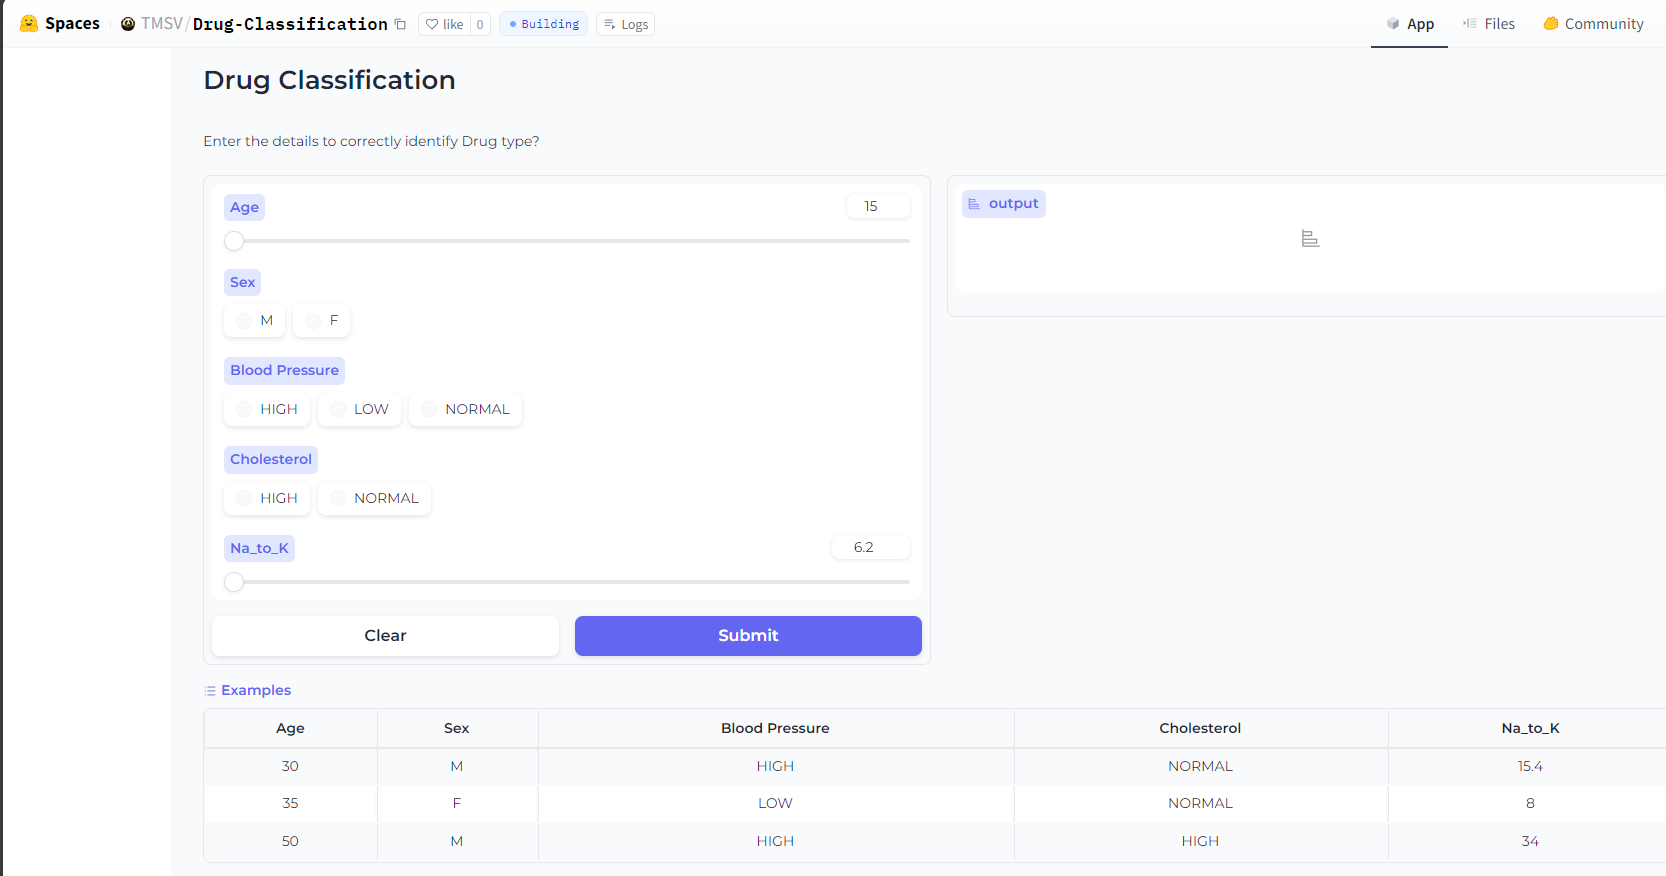 Spaces TMSV/Drug-Classification like 0 Building Logs App Files Community
Drug Classification
Enter the details to correctly identify Drug type?
Age 15
output
Sex
M F
Blood Pressure
HIGH LOW NORMAL
Cholesterol
HIGH NORMAL
Na_to_K 6.2
Clear Submit
Examples
Age Sex Blood Pressure Cholesterol Na_to_K
30 M HIGH NORMAL 15.4
35 F LOW NORMAL 8
50 M HIGH HIGH 34